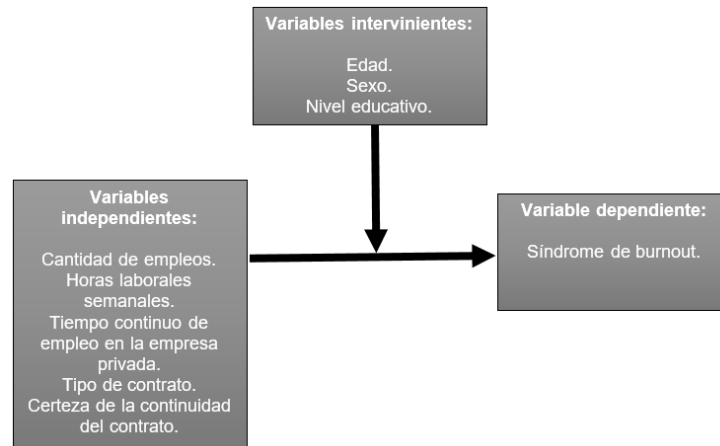 Variables intervinientes:
Edad.
Sexo.
Nivel educativo.
Variables
independientes:
Cantidad de empleos.
Horas laborales
semanales.
Tiempo continuo de
empleo en la empresa
privada.
Tipo de contrato.
Certeza de la continuidad
del contrato.
Variable dependiente:
Síndrome de burnout.